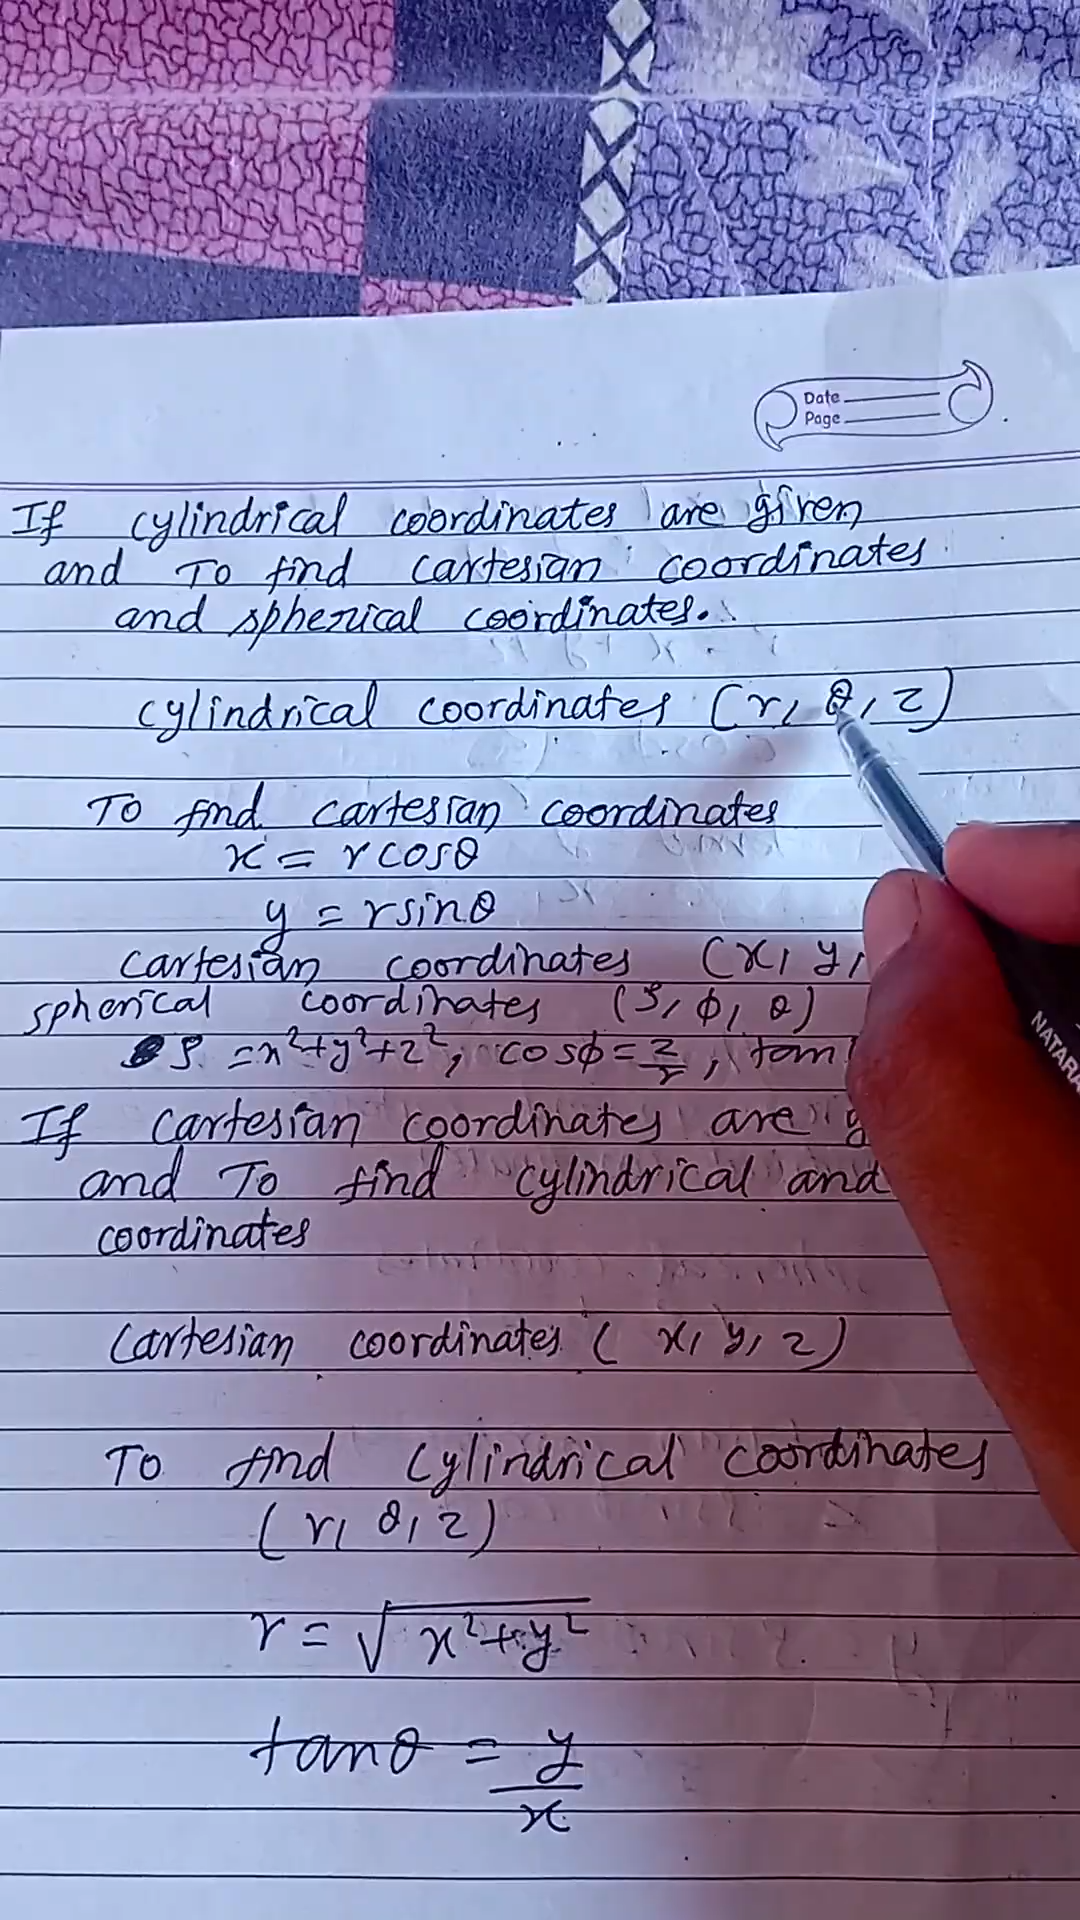 Date
Page
If cylindrical coordinates are given
and To find cartesian coordinates
and spherical coordinates.
cylindrical coordinates (r, θ, z)
To find cartesian coordinates
x = r cosθ
y = r sinθ
cartesian coordinates (x, y,
spherical coordinates (ρ, φ, θ)
ρ = x²+y²+z², cosφ = z/r, tan
If cartesian coordinates are g
and To find cylindrical and
coordinates
Cartesian coordinates (x, y, z)
To find Cylindrical coordinates
(r, θ, z)
r = √x²+y²
tanθ = y/x
NATARA